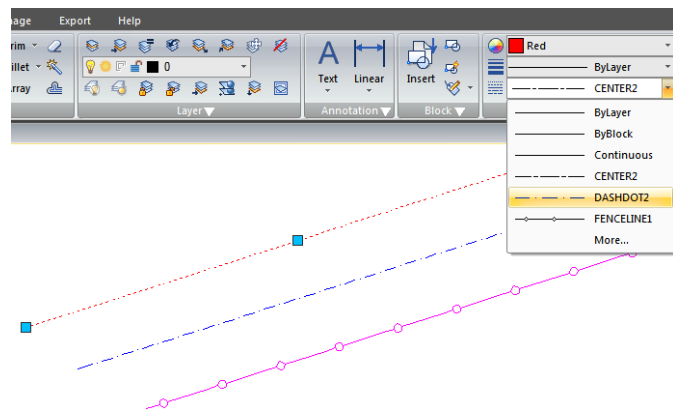 nage Export Help
rim
illet
rray
0
Text Linear
Insert
Layer Annotation Block
Red
ByLayer
CENTER2
ByLayer
ByBlock
Continuous
CENTER2
DASHDOT2
FENCELINE1
More...